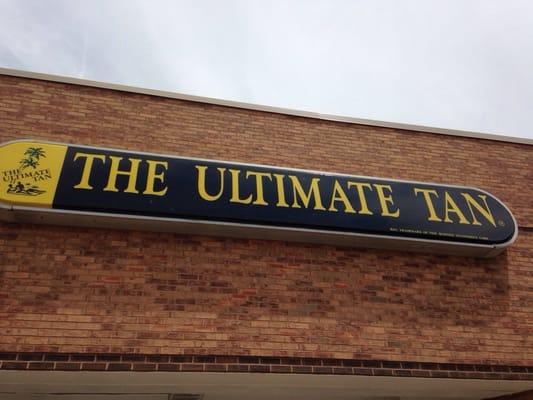 THE
ULTIMATE
TAN
THE ULTIMATE TAN®